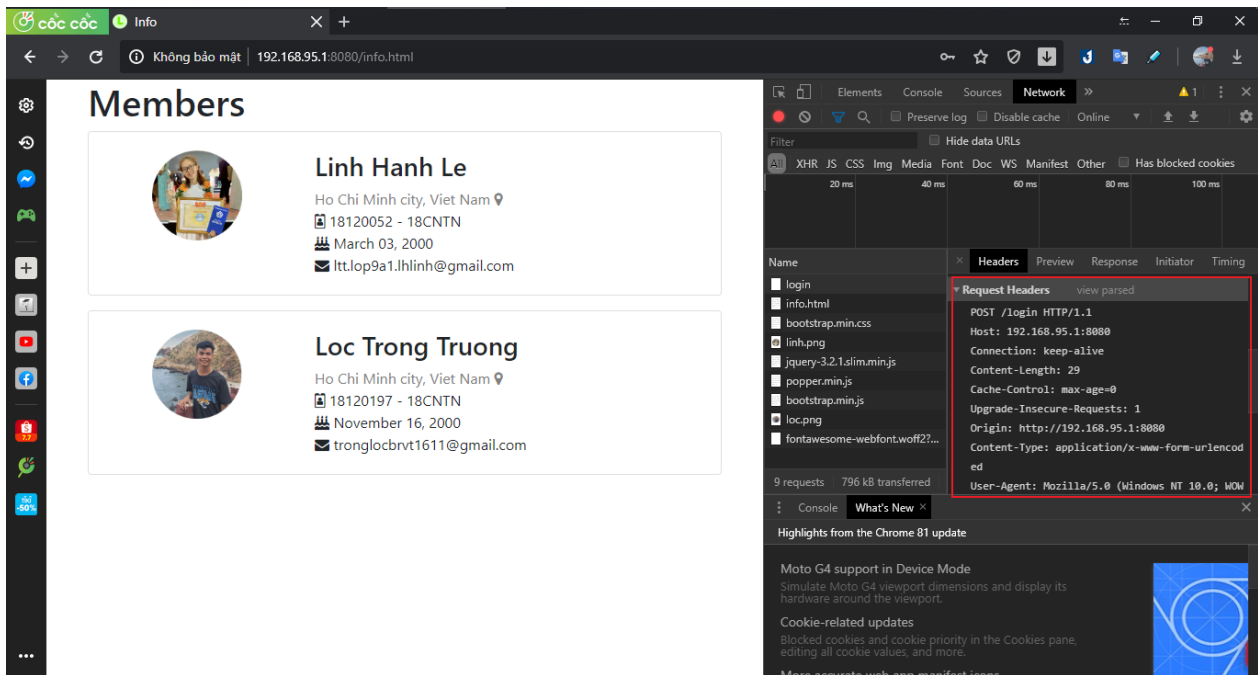 cốc cốc
Info
Không bảo mật
192.168.95.1:8080/info.html
Members
Linh Hanh Le
Ho Chi Minh city, Viet Nam
18120052 - 18CNTN
March 03, 2000
ltt.lop9a1.lhlinh@gmail.com
Loc Trong Truong
Ho Chi Minh city, Viet Nam
18120197 - 18CNTN
November 16, 2000
tronglocbrvt1611@gmail.com
7.7
tiki
-50%
Elements Console Sources Network » 1
Preserve log Disable cache Online
Filter Hide data URLs
All XHR JS CSS Img Media Font Doc WS Manifest Other Has blocked cookies
20 ms 40 ms 60 ms 80 ms 100 ms
Name
login
info.html
bootstrap.min.css
linh.png
jquery-3.2.1.slim.min.js
popper.min.js
bootstrap.min.js
loc.png
fontawesome-webfont.woff2?...
9 requests 796 kB transferred
Headers Preview Response Initiator Timing
Request Headers view parsed
POST /login HTTP/1.1
Host: 192.168.95.1:8080
Connection: keep-alive
Content-Length: 29
Cache-Control: max-age=0
Upgrade-Insecure-Requests: 1
Origin: http://192.168.95.1:8080
Content-Type: application/x-www-form-urlencod
ed
User-Agent: Mozilla/5.0 (Windows NT 10.0; WOW
Console What's New ×
Highlights from the Chrome 81 update
Moto G4 support in Device Mode
Simulate Moto G4 viewport dimensions and display its
hardware around the viewport.
Cookie-related updates
Blocked cookies and cookie priority in the Cookies pane,
editing all cookie values, and more.
More accurate web app manifest icons